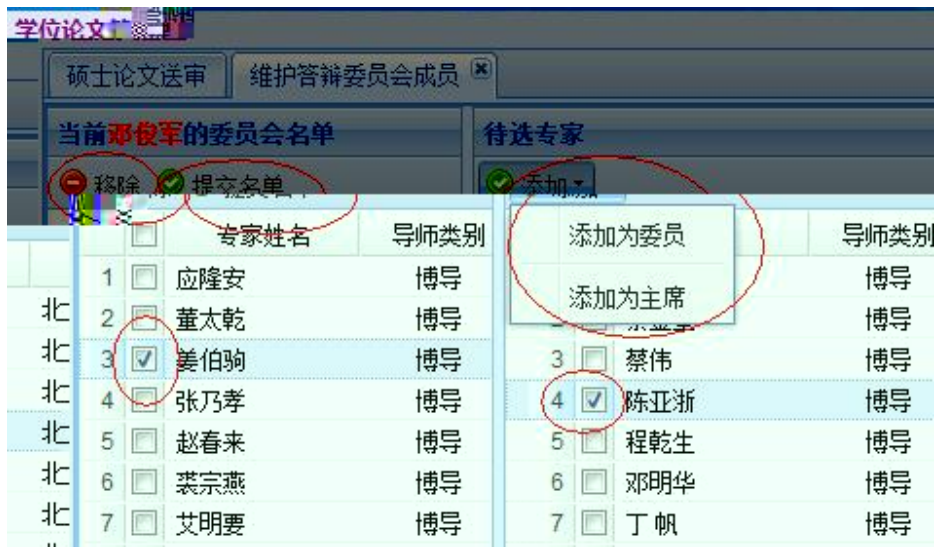 学位论文
硕士论文送审 维护答辩委员会成员
当前邓俊军的委员会名单 待选专家
移除 提交名单 添加
专家姓名 导师类别 添加为委员 导师类别
1 应隆安 博导 添加为主席 博导
北 2 董太乾 博导 博导
北 3 姜伯驹 博导 3 蔡伟 博导
北 4 张乃孝 博导 4 陈亚浙 博导
北 5 赵春来 博导 5 程乾生 博导
北 6 裘宗燕 博导 6 邓明华 博导
北 7 艾明要 博导 7 丁帆 博导